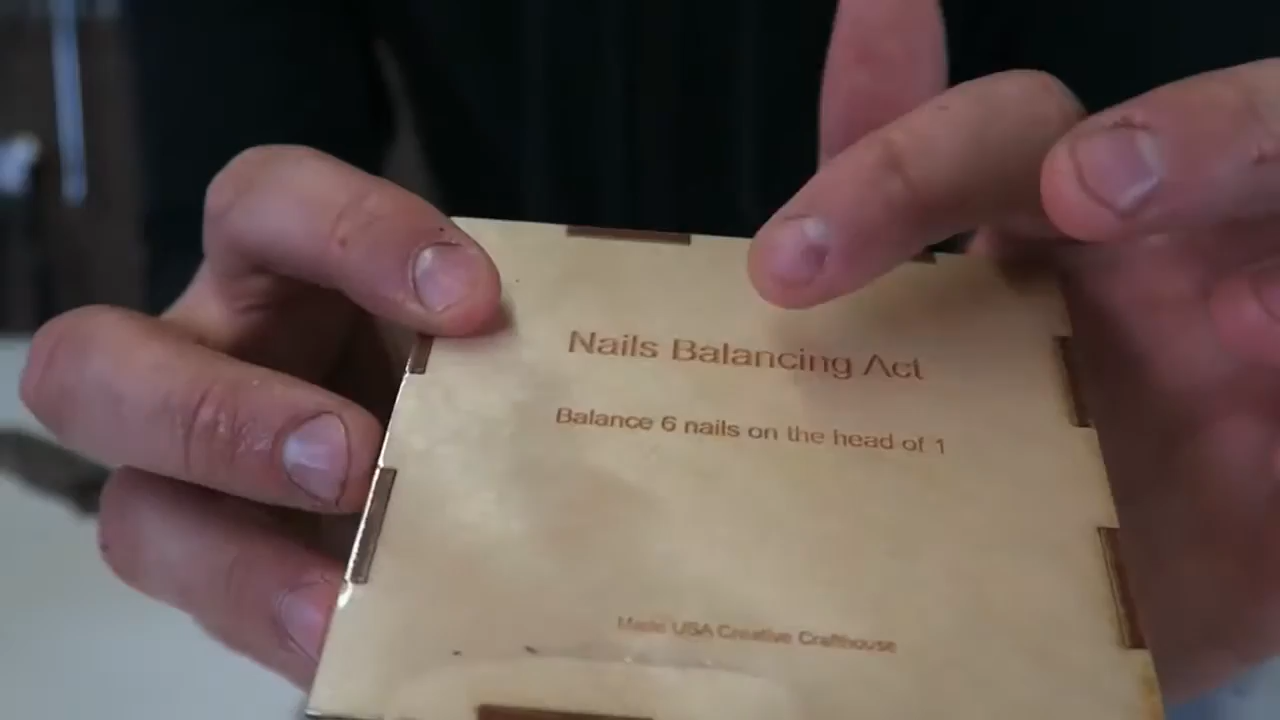 Nails Balancing Act
Balance 6 nails on the head of 1
Made USA Creative Crafthouse